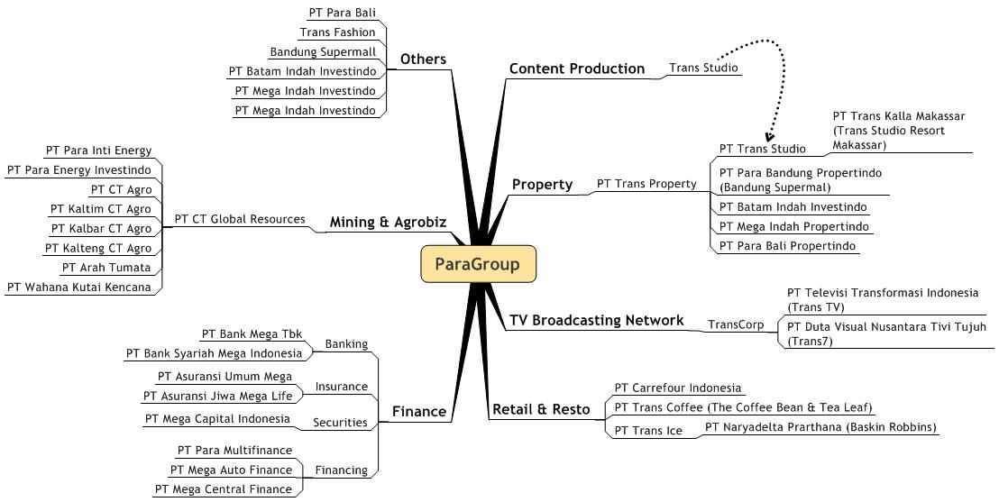 ParaGroup
Others
PT Para Bali
Trans Fashion
Bandung Supermall
PT Batam Indah Investindo
PT Mega Indah Investindo
PT Mega Indah Investindo
Mining & Agrobiz
PT CT Global Resources
PT Para Inti Energy
PT Para Energy Investindo
PT CT Agro
PT Kaltim CT Agro
PT Kalbar CT Agro
PT Kalteng CT Agro
PT Arah Tumata
PT Wahana Kutai Kencana
Finance
Banking
PT Bank Mega Tbk
PT Bank Syariah Mega Indonesia
Insurance
PT Asuransi Umum Mega
PT Asuransi Jiwa Mega Life
Securities
PT Mega Capital Indonesia
Financing
PT Para Multifinance
PT Mega Auto Finance
PT Mega Central Finance
Content Production
Trans Studio
Property
PT Trans Property
PT Trans Studio
PT Trans Kalla Makassar
(Trans Studio Resort
Makassar)
PT Para Bandung Propertindo
(Bandung Supermal)
PT Batam Indah Investindo
PT Mega Indah Propertindo
PT Para Bali Propertindo
TV Broadcasting Network
TransCorp
PT Televisi Transformasi Indonesia
(Trans TV)
PT Duta Visual Nusantara Tivi Tujuh
(Trans7)
Retail & Resto
PT Carrefour Indonesia
PT Trans Coffee (The Coffee Bean & Tea Leaf)
PT Trans Ice
PT Naryadelta Prarthana (Baskin Robbins)